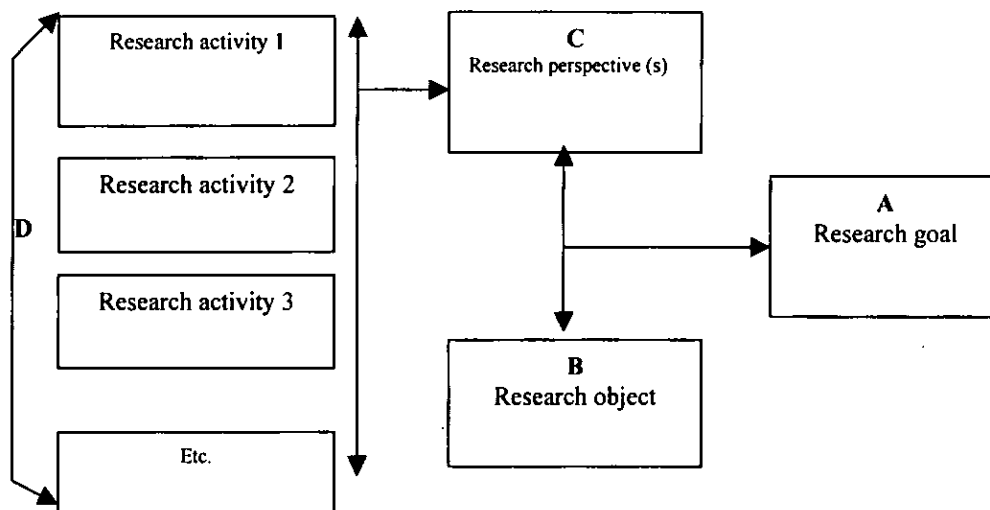 Research activity 1
Research activity 2
D
Research activity 3
Etc.
C
Research perspective (s)
A
Research goal
B
Research object